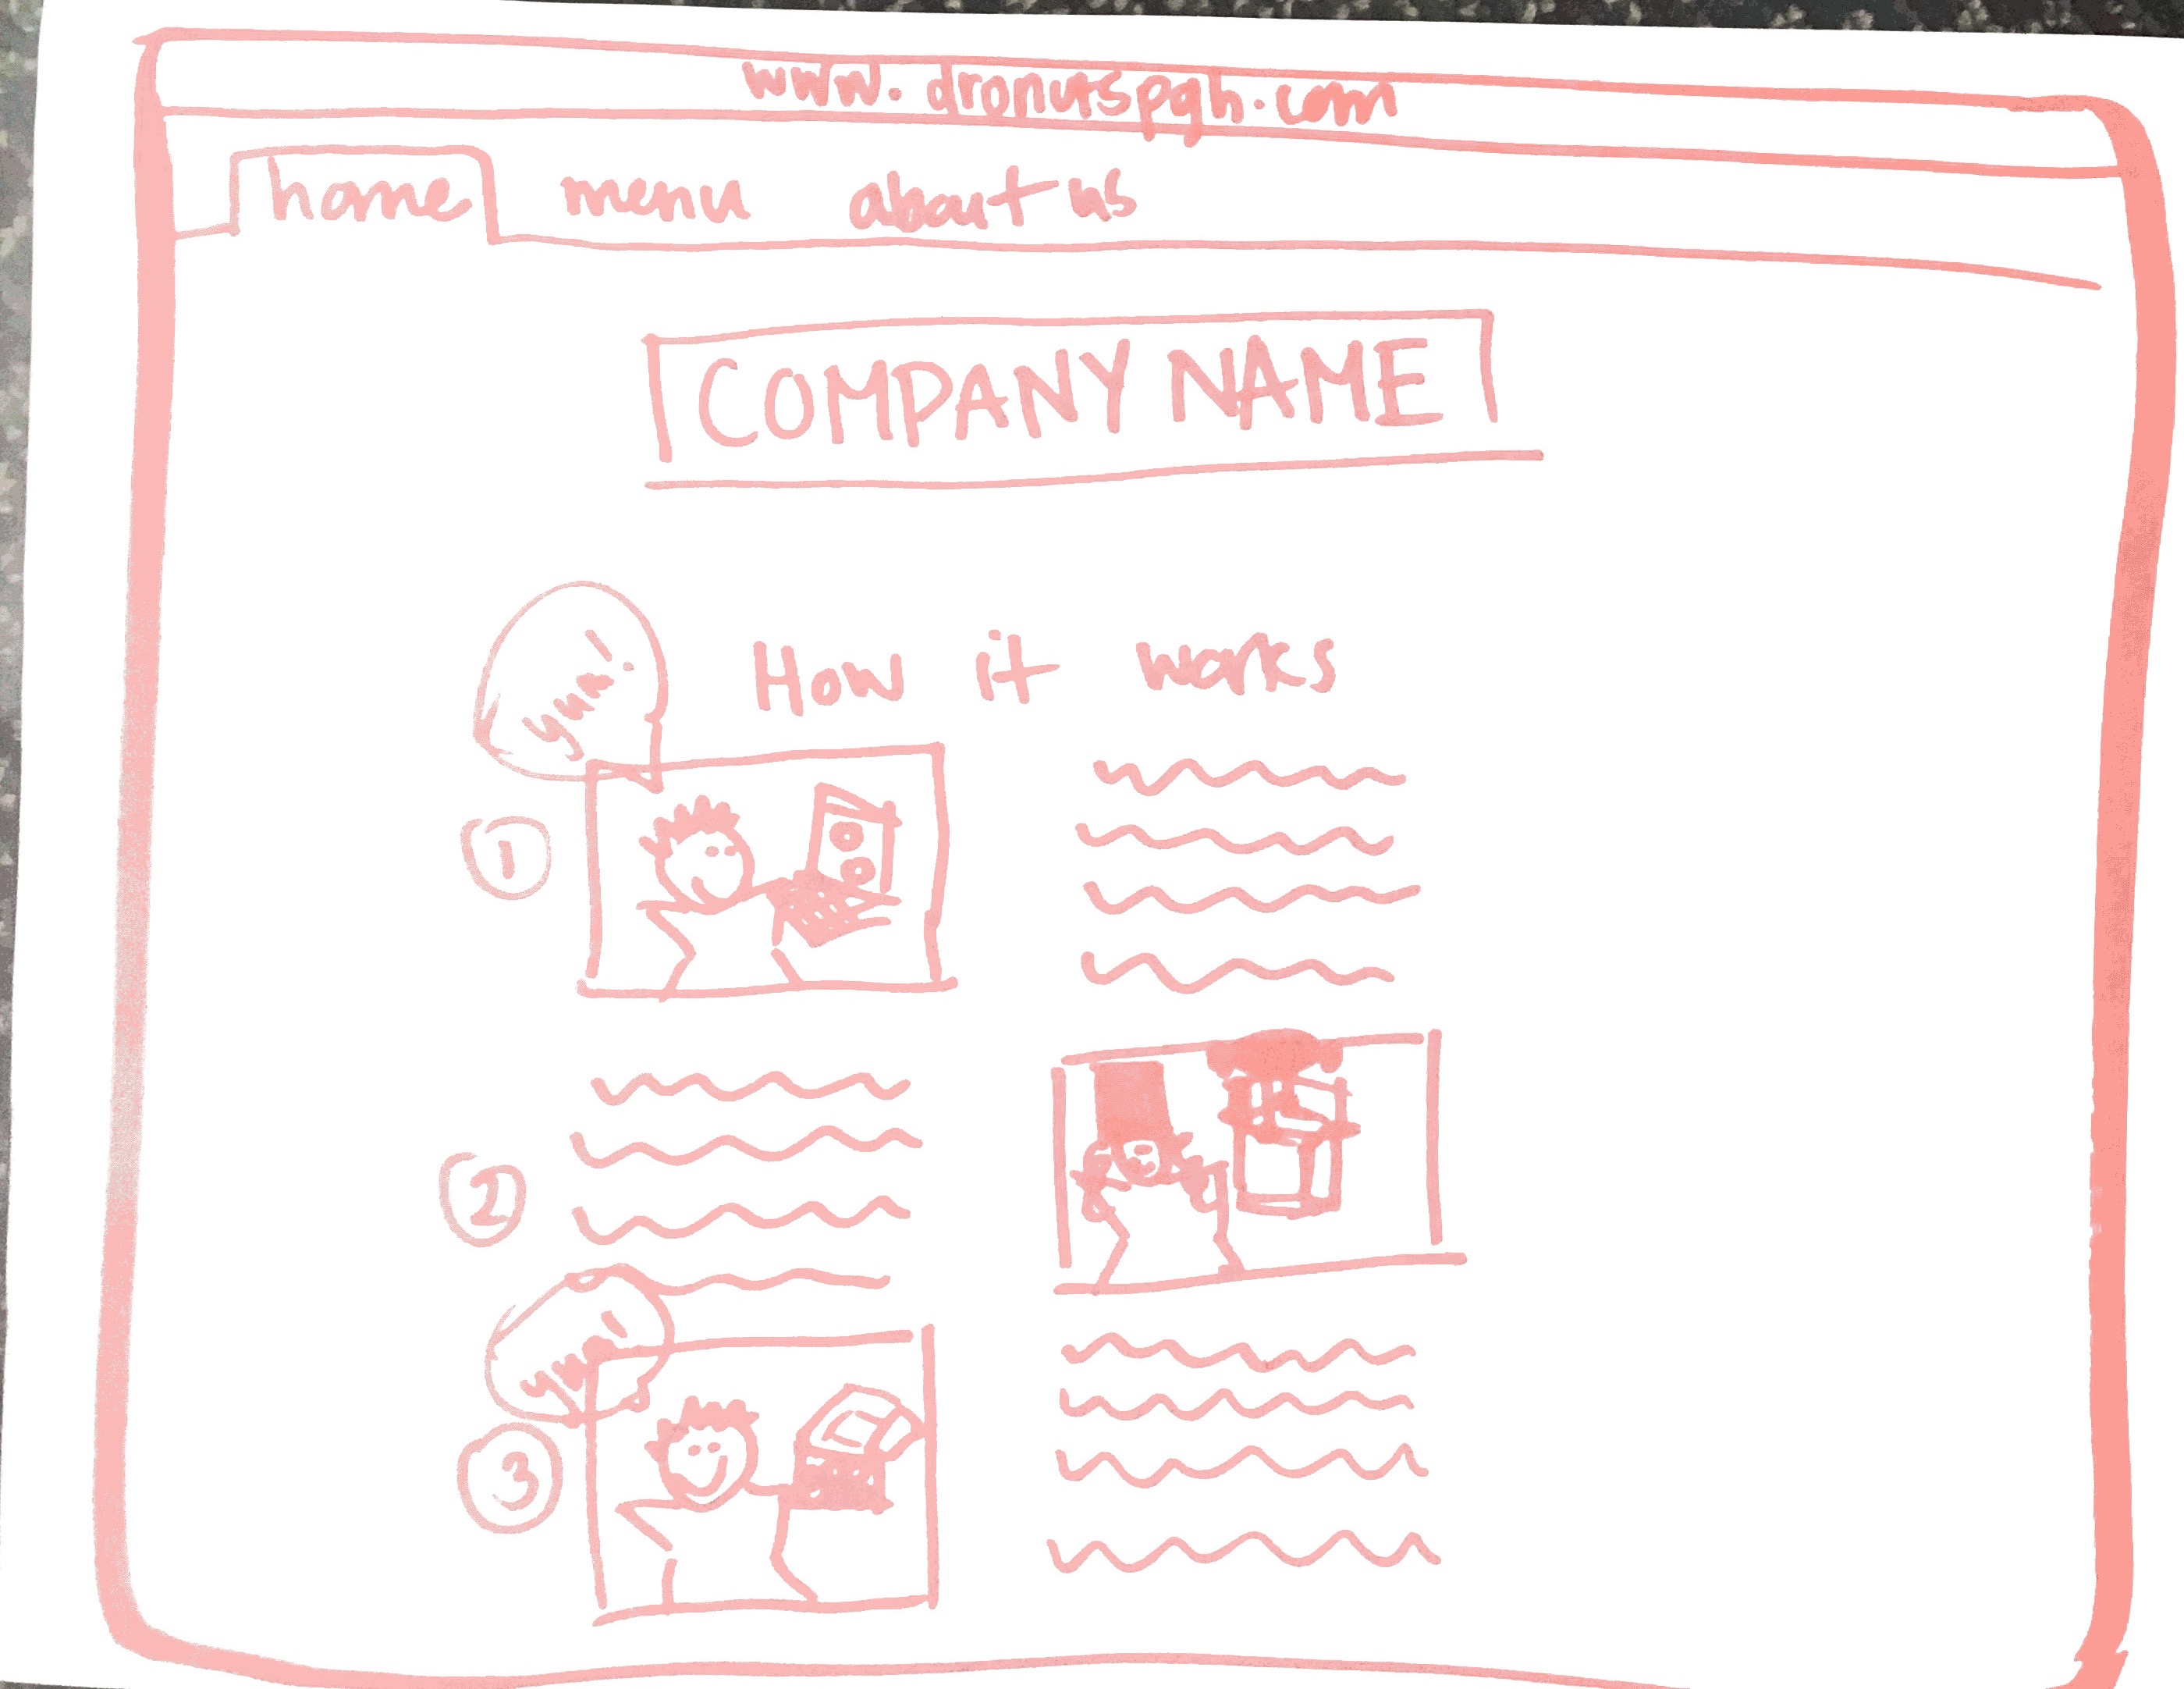 www.dronutspgh.com
home menu about us
COMPANY NAME
yum!
How it works
1
2
yum!
3